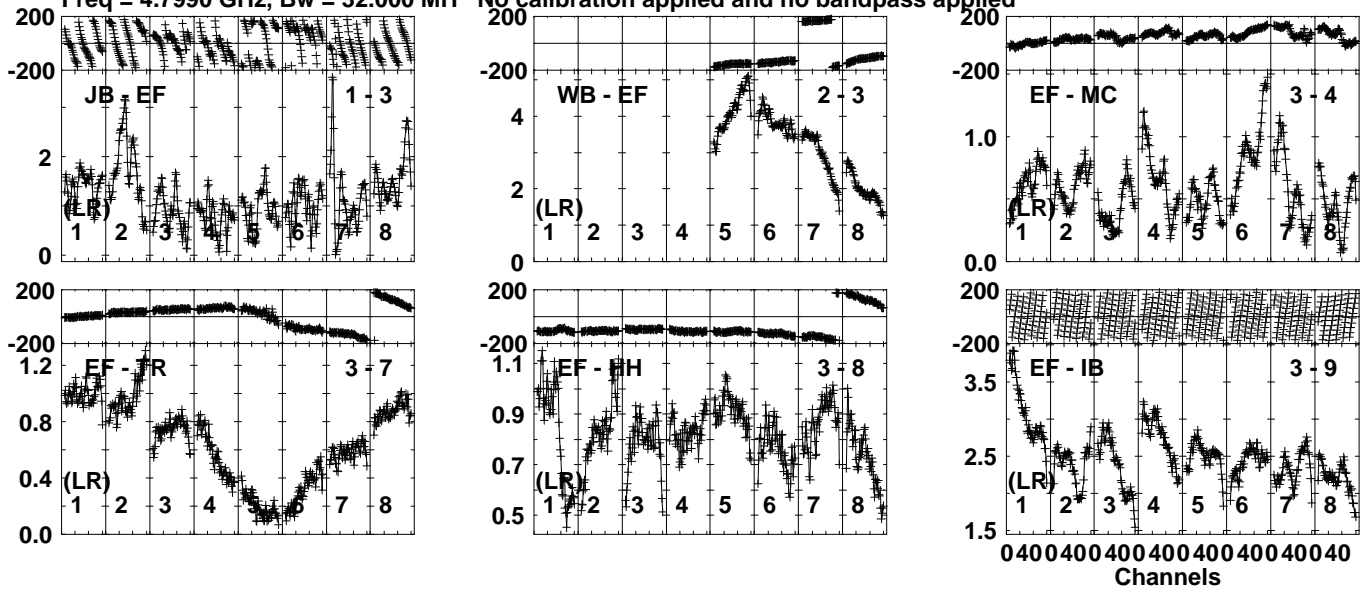 Freq = 4.7990 GHz, Bw = 32.000 MH No calibration applied and no bandpass applied
200 200 200
-200 -200 -200
JB - EF 1 - 3 WB - EF 2 - 3 EF - MC 3 - 4
2 4 1.0
2
(LR) (LR) (LR)
1 2 3 4 5 6 7 8 1 2 3 4 5 6 7 8 1 2 3 4 5 6 7 8
0 0 0.0
200 200 200
-200 -200 -200
1.2 1.1
EF - TR 3 - 7 EF - HH 3 - 8 EF - IB 3 - 9
3.5
0.8 0.9
0.4 0.7 2.5
(LR) (LR) (LR)
1 2 3 4 5 6 7 8 1 2 3 4 5 6 7 8 1 2 3 4 5 6 7 8
0.0 0.5 1.5
0 40 0 40 0 40 0 40 0 40 0 40 0 40 0 40
Channels